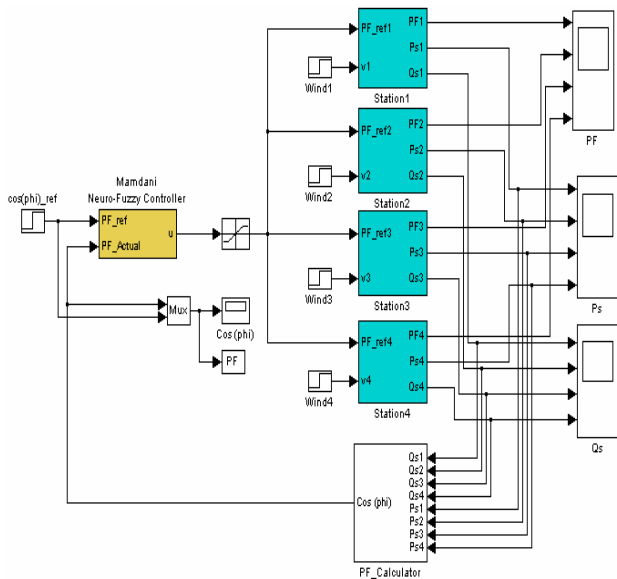 PF_ref1
v1
PF1
Ps1
Qs1
Wind1
Station1
PF_ref2
v2
PF2
Ps2
Qs2
Wind2
Station2
PF_ref3
v3
PF3
Ps3
Qs3
Wind3
Station3
PF_ref4
v4
PF4
Ps4
Qs4
Wind4
Station4
PF
Ps
Qs
cos(phi)_ref
Mamdani
Neuro-Fuzzy Controller
PF_ref
PF_Actual
u
Mux
Cos (phi)
PF
Cos (phi)
Qs1
Qs2
Qs3
Qs4
Ps1
Ps2
Ps3
Ps4
PF_Calculator